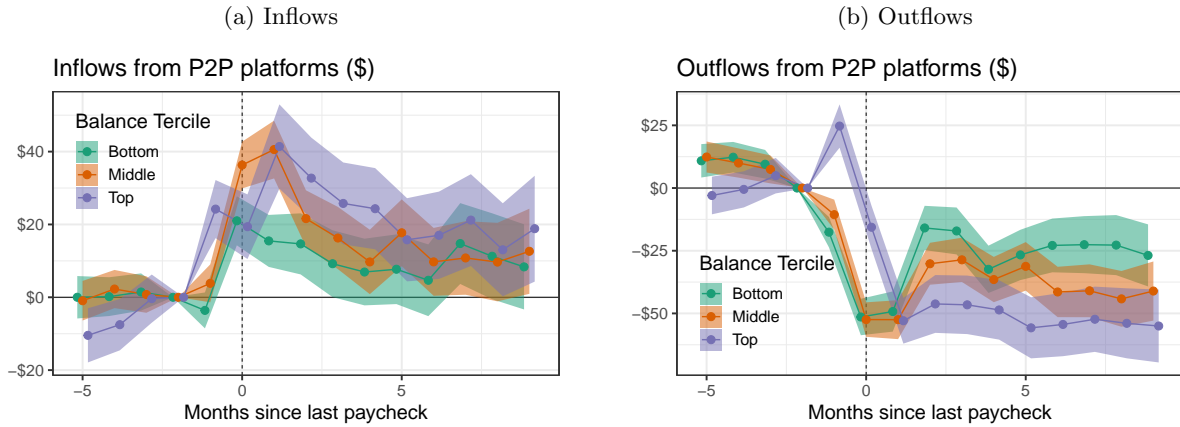 (a) Inflows
Inflows from P2P platforms ($)
$40
$20
$0
−$20
Balance Tercile
Bottom
Middle
Top
−5
0
5
Months since last paycheck
(b) Outflows
Outflows from P2P platforms ($)
$25
$0
−$25
−$50
Balance Tercile
Bottom
Middle
Top
−5
0
5
Months since last paycheck